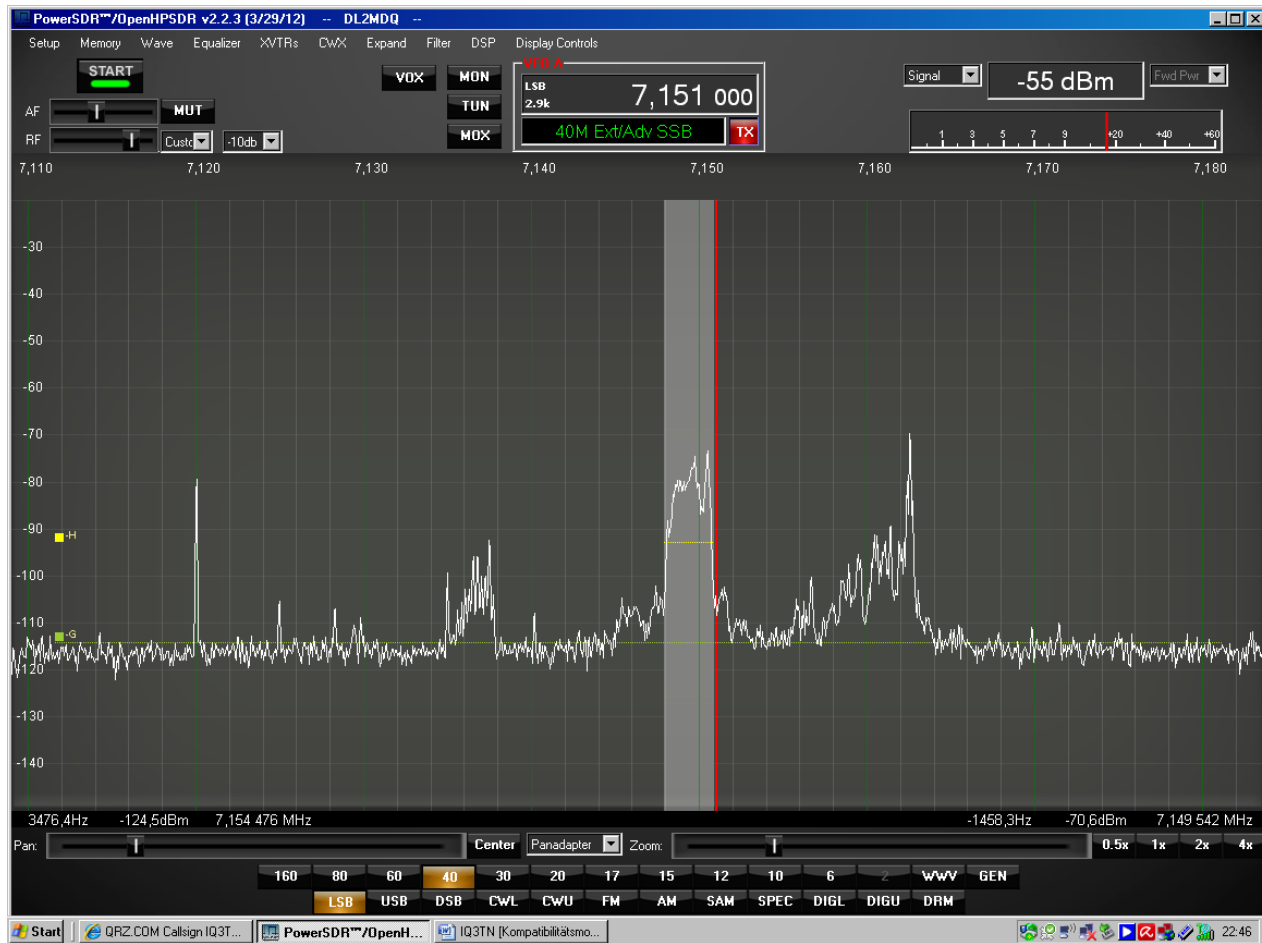 PowerSDR™/OpenHPSDR v2.2.3 (3/29/12) -- DL2MDQ --
Setup Memory Wave Equalizer XVTRs CWX Expand Filter DSP Display Controls
START
VOX MON
TUN
MOX
VFO A
LSB
2.9k
7,151 000
40M Ext/Adv SSB TX
Signal -55 dBm Fwd Pwr
1 3 5 7 9 +20 +40 +60
AF MUT
RF Custc -10db
7,110 7,120 7,130 7,140 7,150 7,160 7,170 7,180
-30
-40
-50
-60
-70
-80
-90
-H
-100
-110
-G
-120
-130
-140
3476,4Hz -124,5dBm 7,154 476 MHz -1458,3Hz -70,6dBm 7,149 542 MHz
Pan: Center Panadapter Zoom: 0.5x 1x 2x 4x
160 80 60 40 30 20 17 15 12 10 6 2 WWV GEN
LSB USB DSB CWL CWU FM AM SAM SPEC DIGL DIGU DRM
Start QRZ.COM Callsign IQ3T... PowerSDR™/OpenH... IQ3TN [Kompatibilitätsmo... 22:46